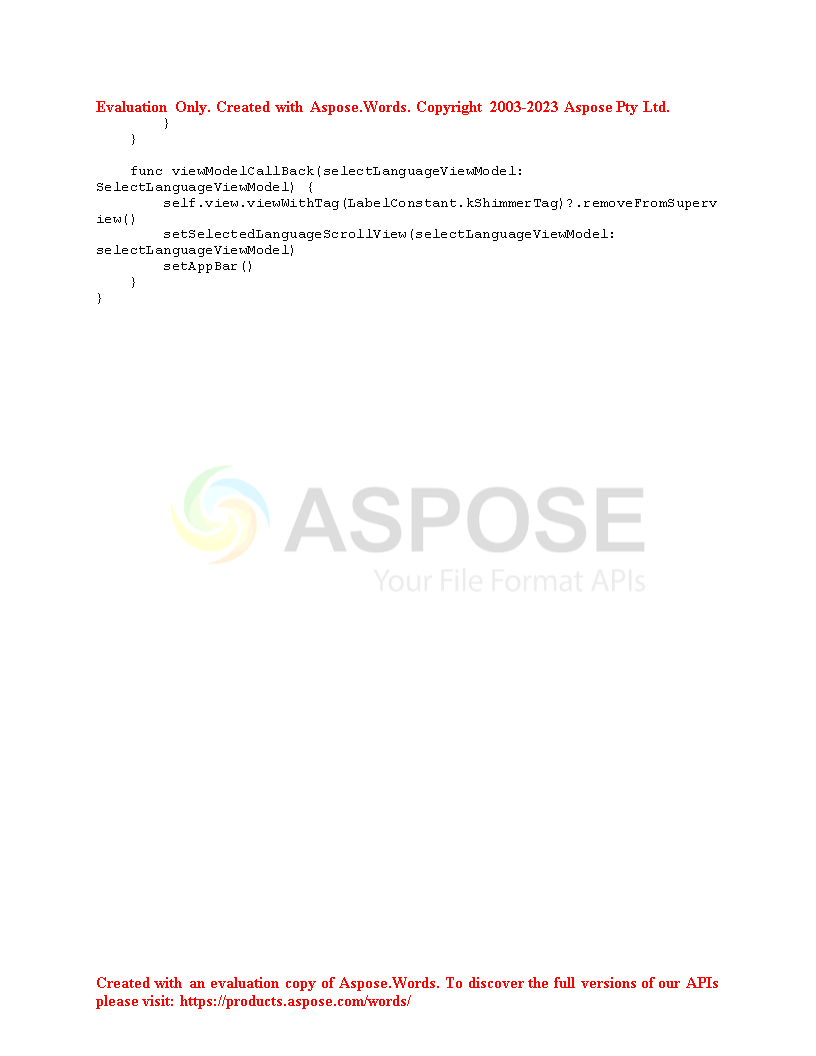 Evaluation Only. Created with Aspose.Words. Copyright 2003-2023 Aspose Pty Ltd.
        }
    }
    func viewModelCallBack(selectLanguageViewModel:
SelectLanguageViewModel) {
        self.view.viewWithTag(LabelConstant.kShimmerTag)?.removeFromSuperv
iew()
        setSelectedLanguageScrollView(selectLanguageViewModel:
selectLanguageViewModel)
        setAppBar()
    }
}
ASPOSE
Your File Format APIs
Created with an evaluation copy of Aspose.Words. To discover the full versions of our APIs
please visit: https://products.aspose.com/words/